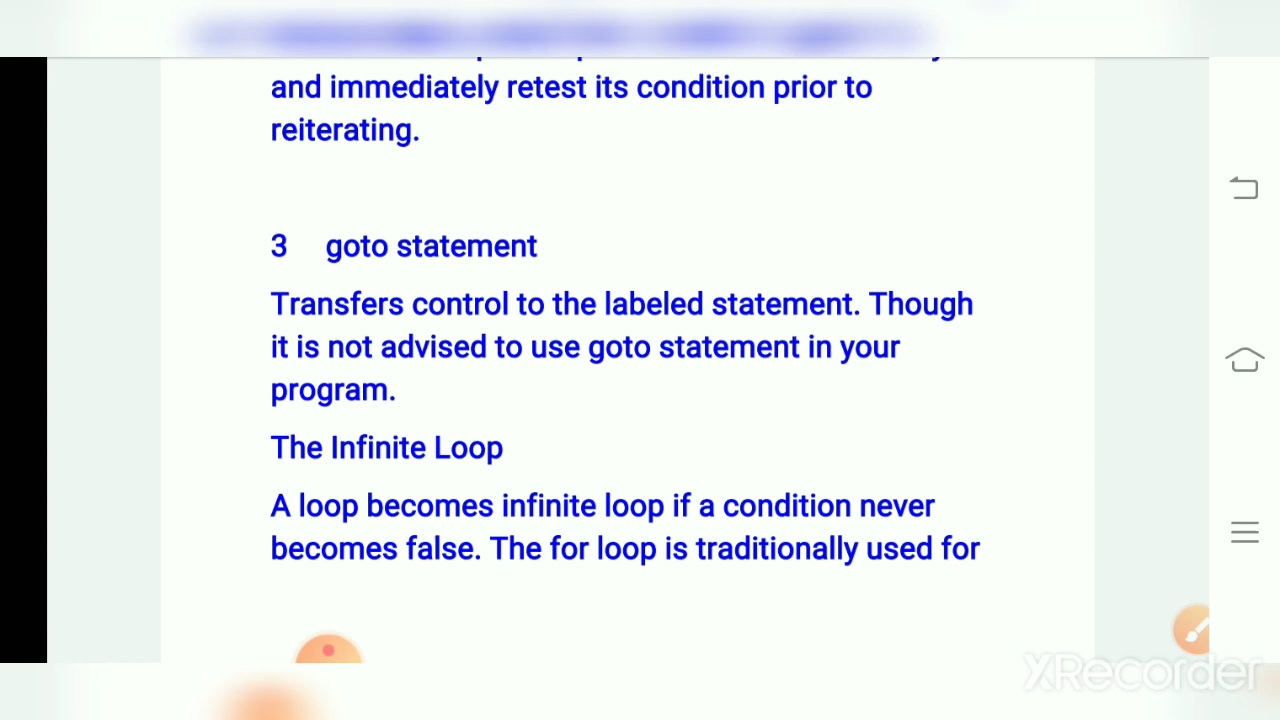 and immediately retest its condition prior to
reiterating.
3 goto statement
Transfers control to the labeled statement. Though
it is not advised to use goto statement in your
program.
The Infinite Loop
A loop becomes infinite loop if a condition never
becomes false. The for loop is traditionally used for
XRecorder